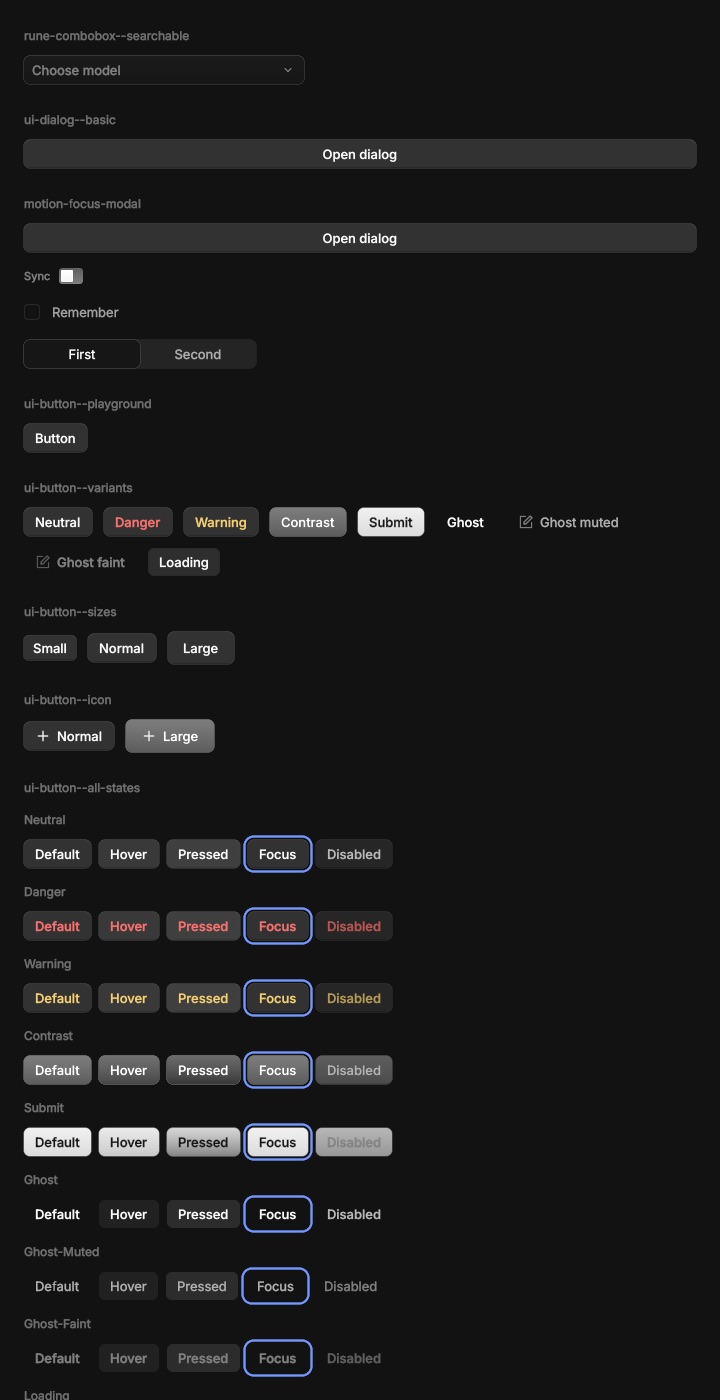 rune-combobox--searchable
Choose model
ui-dialog--basic
Open dialog
motion-focus-modal
Open dialog
Sync
Remember
First Second
ui-button--playground
Button
ui-button--variants
Neutral Danger Warning Contrast Submit Ghost Ghost muted
Ghost faint Loading
ui-button--sizes
Small Normal Large
ui-button--icon
Normal Large
ui-button--all-states
Neutral
Default Hover Pressed Focus Disabled
Danger
Default Hover Pressed Focus Disabled
Warning
Default Hover Pressed Focus Disabled
Contrast
Default Hover Pressed Focus Disabled
Submit
Default Hover Pressed Focus Disabled
Ghost
Default Hover Pressed Focus Disabled
Ghost-Muted
Default Hover Pressed Focus Disabled
Ghost-Faint
Default Hover Pressed Focus Disabled
Loading